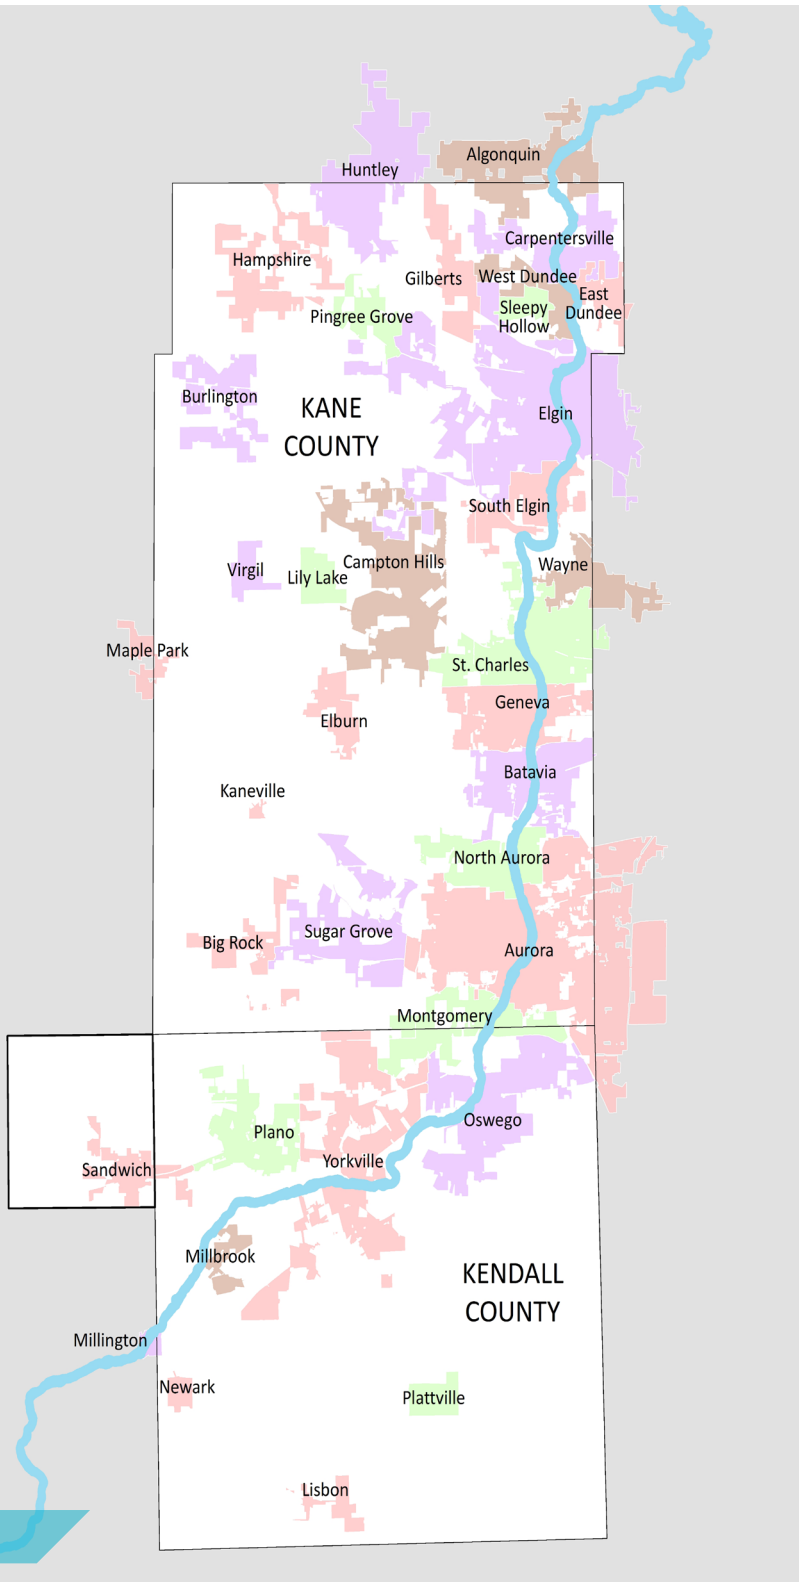 Algonquin
Huntley
Carpentersville
Hampshire
Gilberts
West Dundee
East
Dundee
Sleepy
Hollow
Pingree Grove
Burlington
KANE
COUNTY
Elgin
South Elgin
Campton Hills
Wayne
Virgil
Lily Lake
Maple Park
St. Charles
Geneva
Elburn
Batavia
Kaneville
North Aurora
Sugar Grove
Big Rock
Aurora
Montgomery
Oswego
Plano
Yorkville
Sandwich
Millbrook
KENDALL
COUNTY
Millington
Newark
Plattville
Lisbon